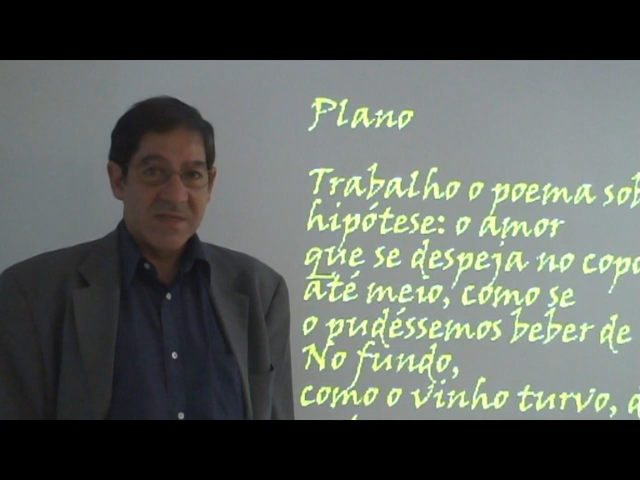 Plano
Trabalho o poema sob
hipótese: o amor
que se despeja no copo
até meio, como se
o pudéssemos beber de
No fundo,
como o vinho turvo, d